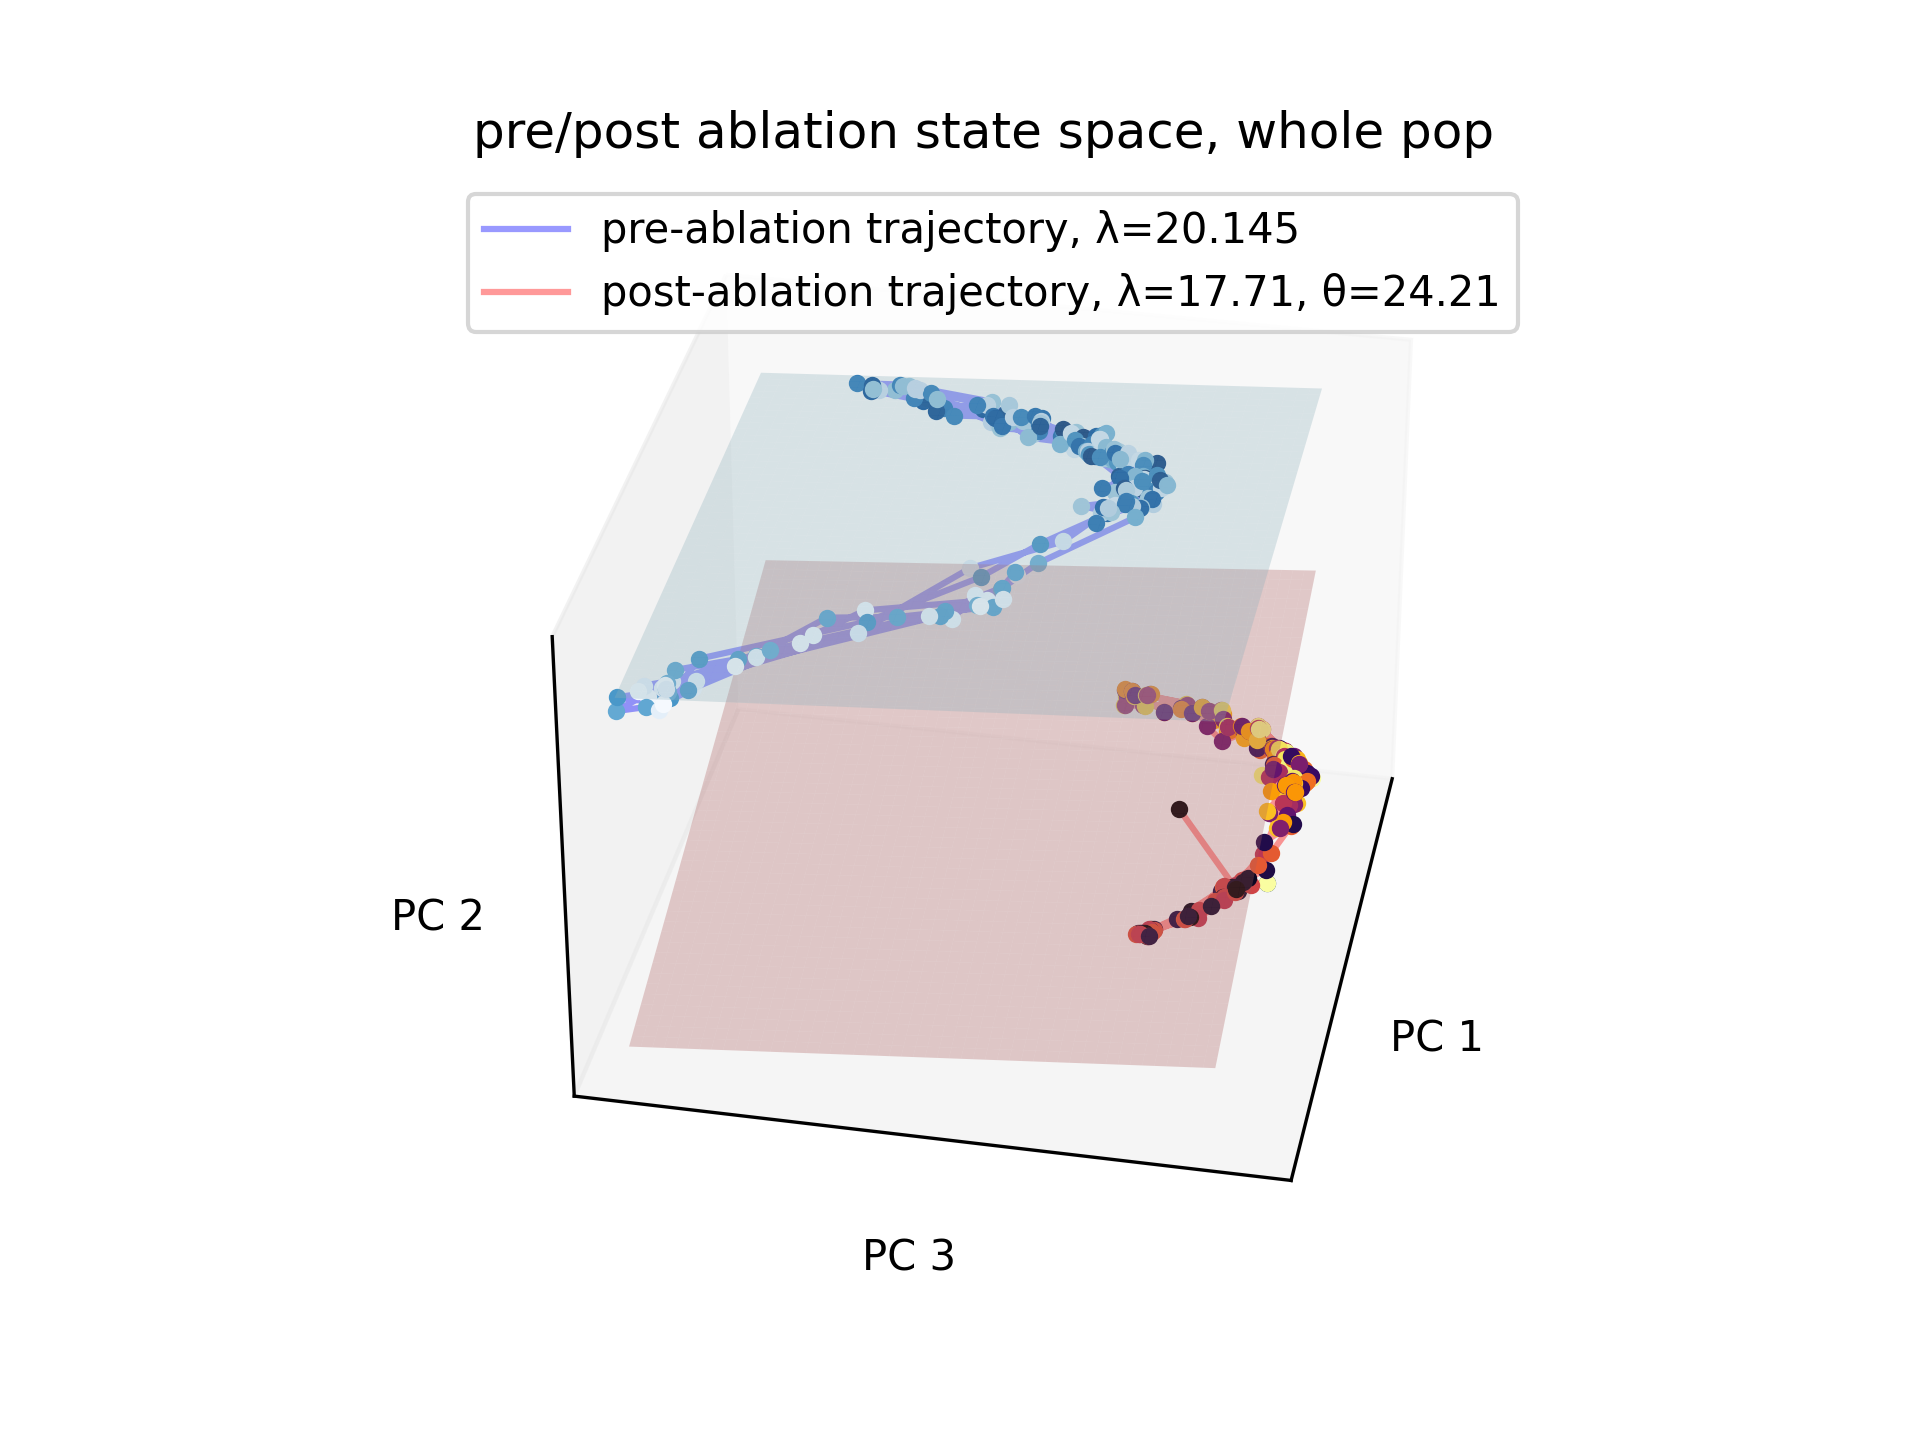 pre/post ablation state space, whole pop
pre-ablation trajectory, λ=20.145
post-ablation trajectory, λ=17.71, θ=24.21
PC 2
PC 1
PC 3